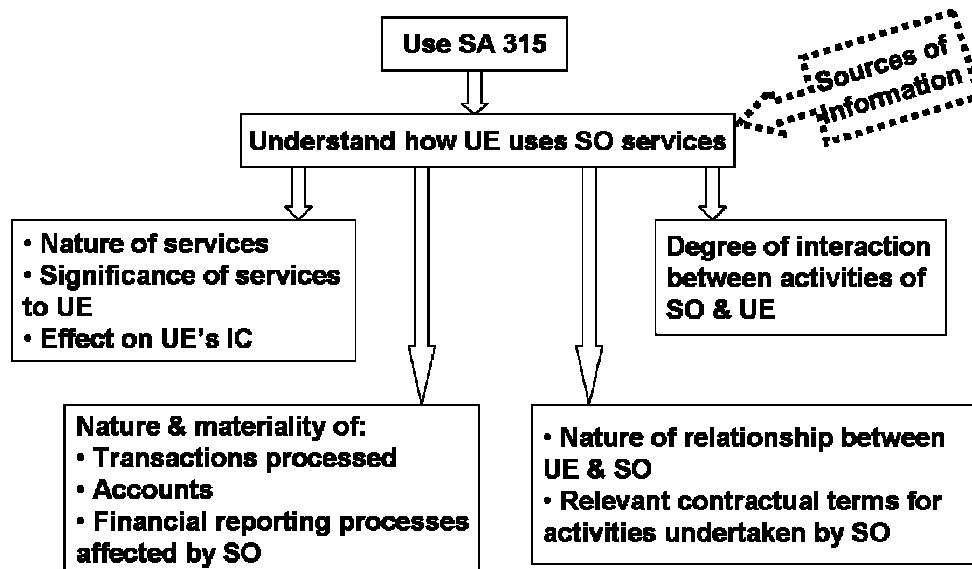 Use SA 315
Sources of
Information
Understand how UE uses SO services
• Nature of services
• Significance of services
to UE
• Effect on UE's IC
Degree of interaction
between activities of
SO & UE
Nature & materiality of:
• Transactions processed
• Accounts
• Financial reporting processes
affected by SO
• Nature of relationship between
UE & SO
• Relevant contractual terms for
activities undertaken by SO